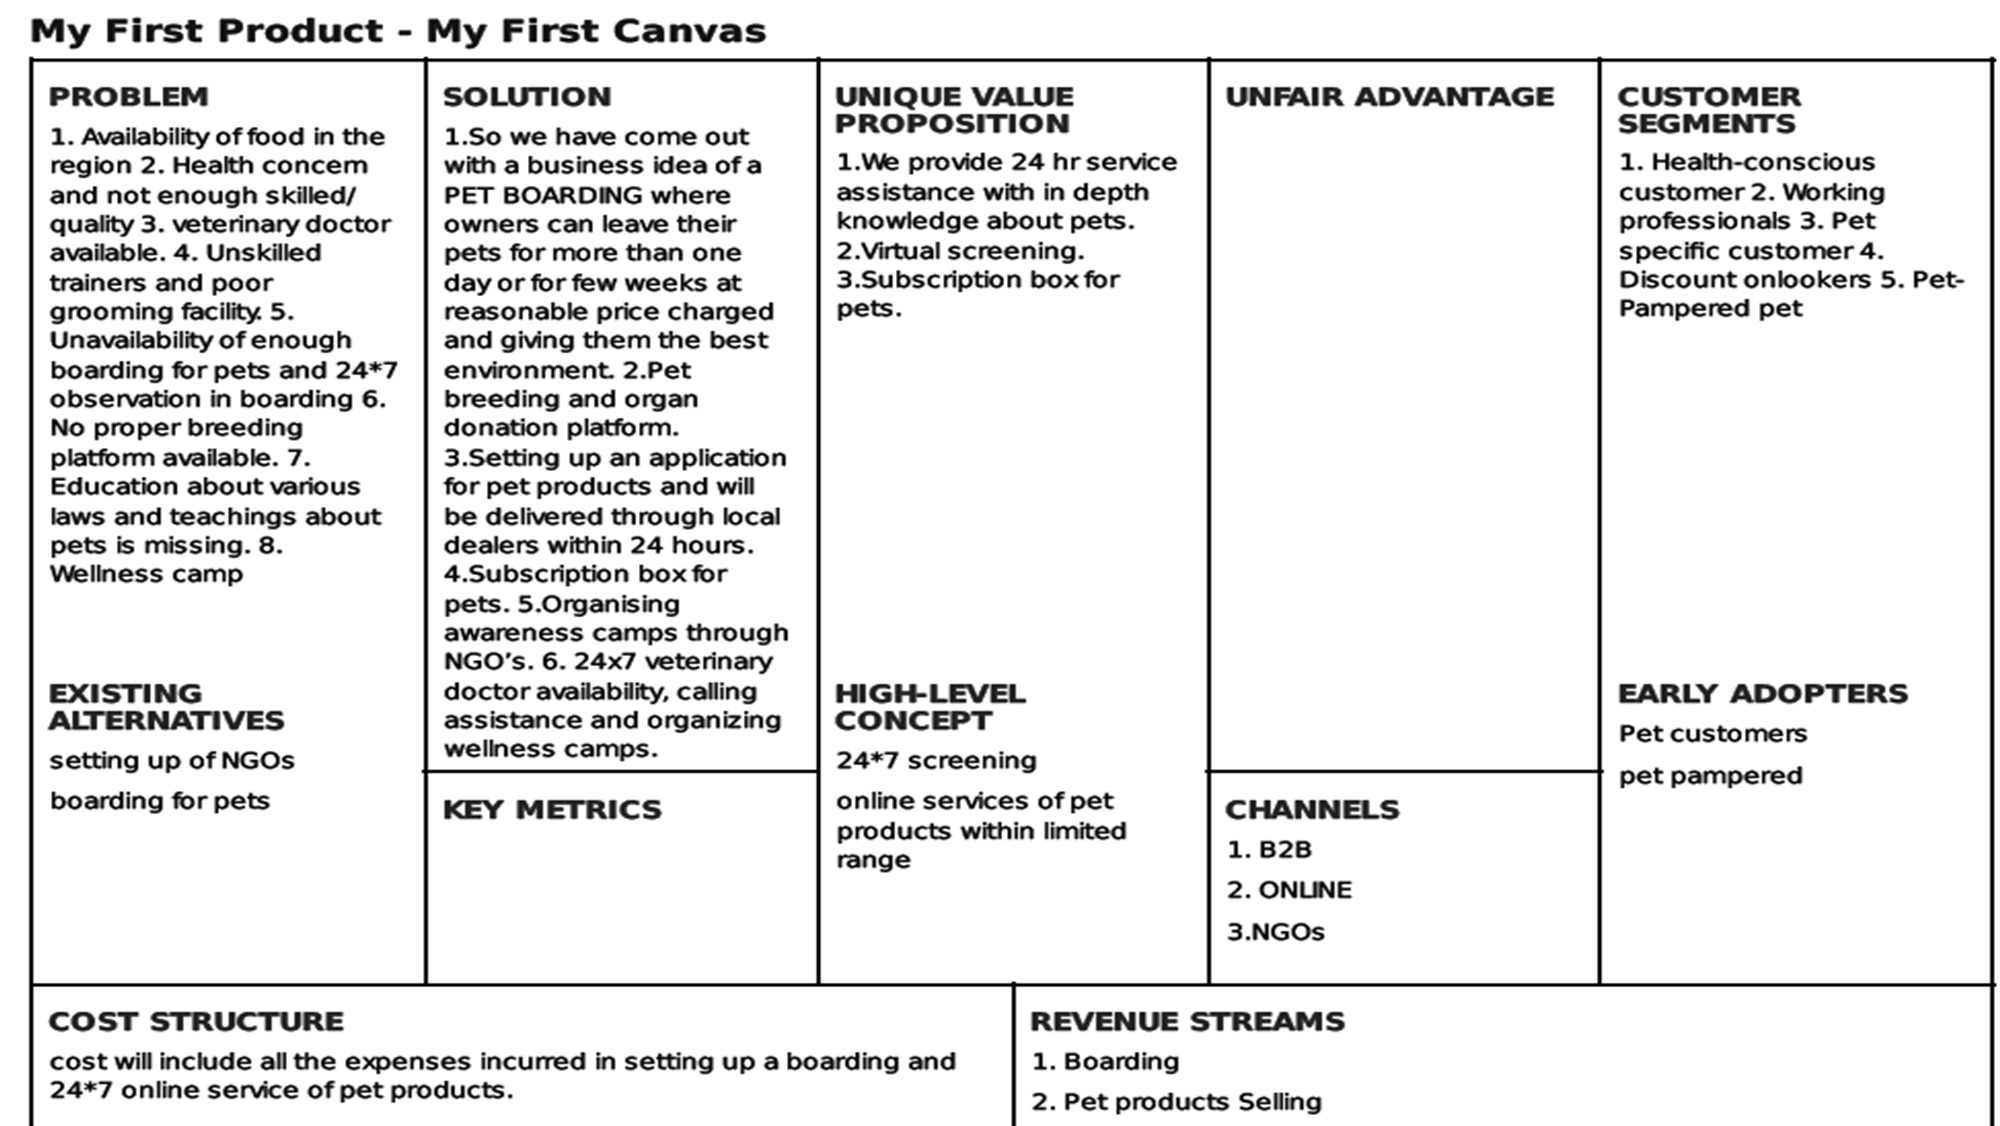 My First Product - My First Canvas
PROBLEM
1. Availability of food in the
region 2. Health concern
and not enough skilled/
quality 3. veterinary doctor
available. 4. Unskilled
trainers and poor
grooming facility. 5.
Unavailability of enough
boarding for pets and 24*7
observation in boarding 6.
No proper breeding
platform available. 7.
Education about various
laws and teachings about
pets is missing. 8.
Wellness camp
EXISTING
ALTERNATIVES
setting up of NGOs
boarding for pets
SOLUTION
1.So we have come out
with a business idea of a
PET BOARDING where
owners can leave their
pets for more than one
day or for few weeks at
reasonable price charged
and giving them the best
environment. 2.Pet
breeding and organ
donation platform.
3.Setting up an application
for pet products and will
be delivered through local
dealers within 24 hours.
4.Subscription box for
pets. 5.Organising
awareness camps through
NGO’s. 6. 24x7 veterinary
doctor availability, calling
assistance and organizing
wellness camps.
KEY METRICS
UNIQUE VALUE
PROPOSITION
1.We provide 24 hr service
assistance with in depth
knowledge about pets.
2.Virtual screening.
3.Subscription box for
pets.
HIGH-LEVEL
CONCEPT
24*7 screening
online services of pet
products within limited
range
UNFAIR ADVANTAGE
CHANNELS
1. B2B
2. ONLINE
3.NGOs
CUSTOMER
SEGMENTS
1. Health-conscious
customer 2. Working
professionals 3. Pet
specific customer 4.
Discount onlookers 5. Pet-
Pampered pet
EARLY ADOPTERS
Pet customers
pet pampered
COST STRUCTURE
cost will include all the expenses incurred in setting up a boarding and
24*7 online service of pet products.
REVENUE STREAMS
1. Boarding
2. Pet products Selling